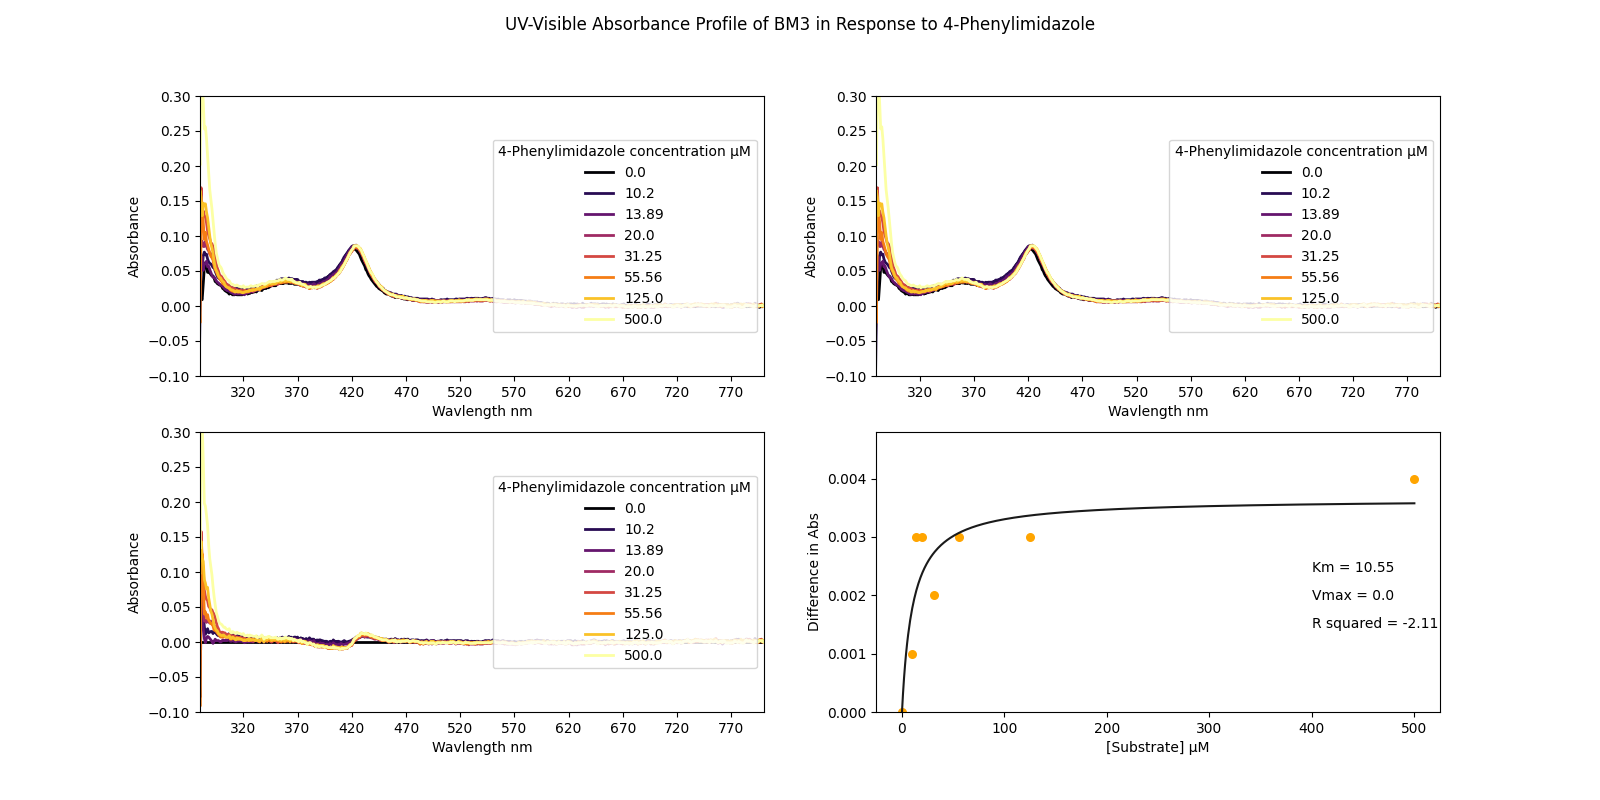 UV-Visible Absorbance Profile of BM3 in Response to 4-Phenylimidazole
0.30
0.25
0.20
0.15
0.10
0.05
0.00
−0.05
−0.10
Absorbance
4-Phenylimidazole concentration μM
0.0
10.2
13.89
20.0
31.25
55.56
125.0
500.0
320 370 420 470 520 570 620 670 720 770
Wavlength nm
0.30
0.25
0.20
0.15
0.10
0.05
0.00
−0.05
−0.10
Absorbance
4-Phenylimidazole concentration μM
0.0
10.2
13.89
20.0
31.25
55.56
125.0
500.0
320 370 420 470 520 570 620 670 720 770
Wavlength nm
0.30
0.25
0.20
0.15
0.10
0.05
0.00
−0.05
−0.10
Absorbance
4-Phenylimidazole concentration μM
0.0
10.2
13.89
20.0
31.25
55.56
125.0
500.0
320 370 420 470 520 570 620 670 720 770
Wavlength nm
0.004
0.003
0.002
0.001
0.000
Difference in Abs
Km = 10.55
Vmax = 0.0
R squared = -2.11
0 100 200 300 400 500
[Substrate] μM